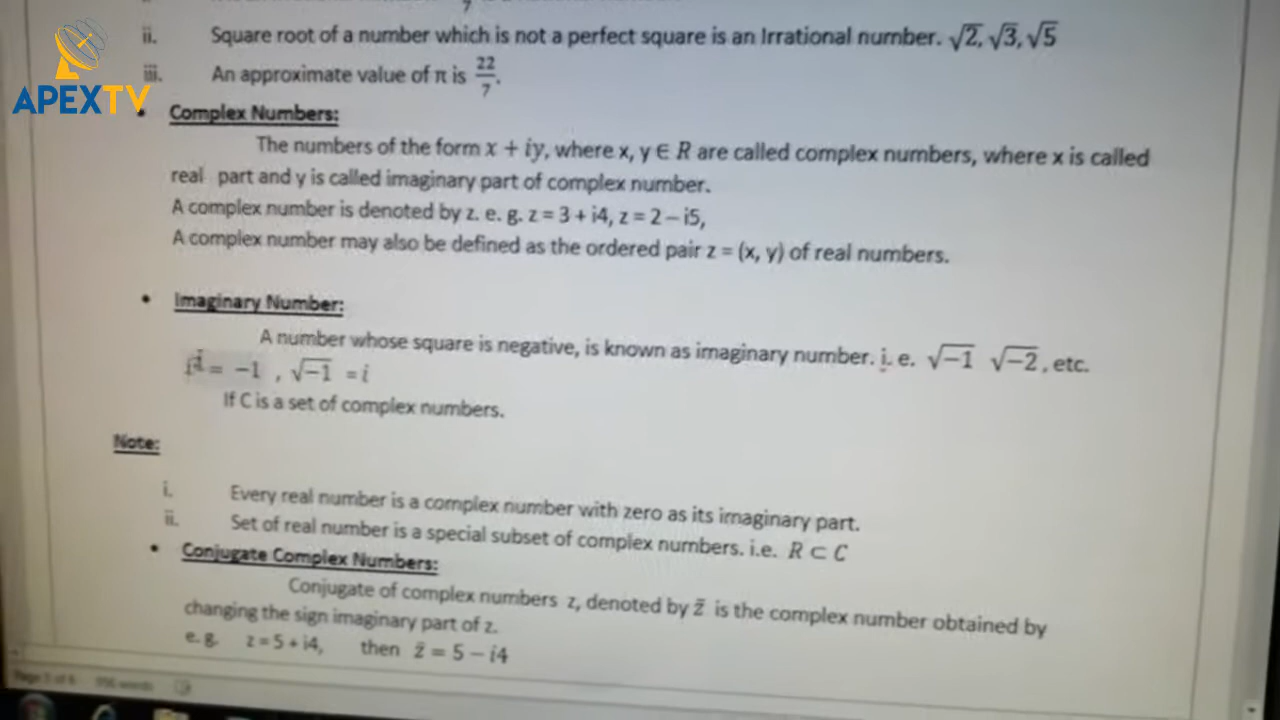 ii. Square root of a number which is not a perfect square is an Irrational number. √2, √3, √5
iii. An approximate value of π is 22/7.
APEXTV
• Complex Numbers:
The numbers of the form x + iy, where x, y ∈ R are called complex numbers, where x is called
real part and y is called imaginary part of complex number.
A complex number is denoted by z. e. g. z = 3 + i4, z = 2 – i5,
A complex number may also be defined as the ordered pair z = (x, y) of real numbers.
• Imaginary Number:
A number whose square is negative, is known as imaginary number. i. e. √−1 √−2, etc.
= −1 , √−1 = i
If C is a set of complex numbers.
Note:
i. Every real number is a complex number with zero as its imaginary part.
ii. Set of real number is a special subset of complex numbers. i.e. R ⊂ C
• Conjugate Complex Numbers:
Conjugate of complex numbers z, denoted by z̄ is the complex number obtained by
changing the sign imaginary part of z.
e. g. z = 5 + i4, then z̄ = 5 − i4
words